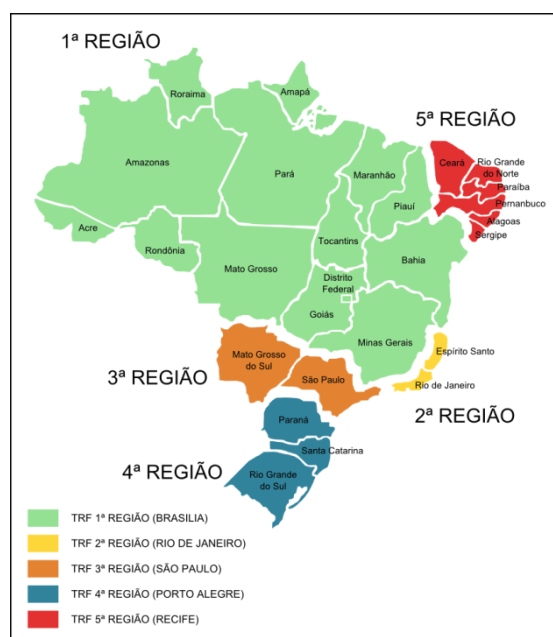 1ª REGIÃO
Roraima
Amapá
5ª REGIÃO
Amazonas
Pará
Maranhão
Ceará
Rio Grande
do Norte
Paraíba
Piauí
Pernambuco
Alagoas
Sergipe
Acre
Rondônia
Tocantins
Mato Grosso
Bahia
Distrito
Federal
Goiás
Minas Gerais
Espírito Santo
Mato Grosso
do Sul
São Paulo
Rio de Janeiro
3ª REGIÃO
2ª REGIÃO
Paraná
Santa Catarina
4ª REGIÃO
Rio Grande
do Sul
TRF 1ª REGIÃO (BRASILIA)
TRF 2ª REGIÃO (RIO DE JANEIRO)
TRF 3ª REGIÃO (SÃO PAULO)
TRF 4ª REGIÃO (PORTO ALEGRE)
TRF 5ª REGIÃO (RECIFE)